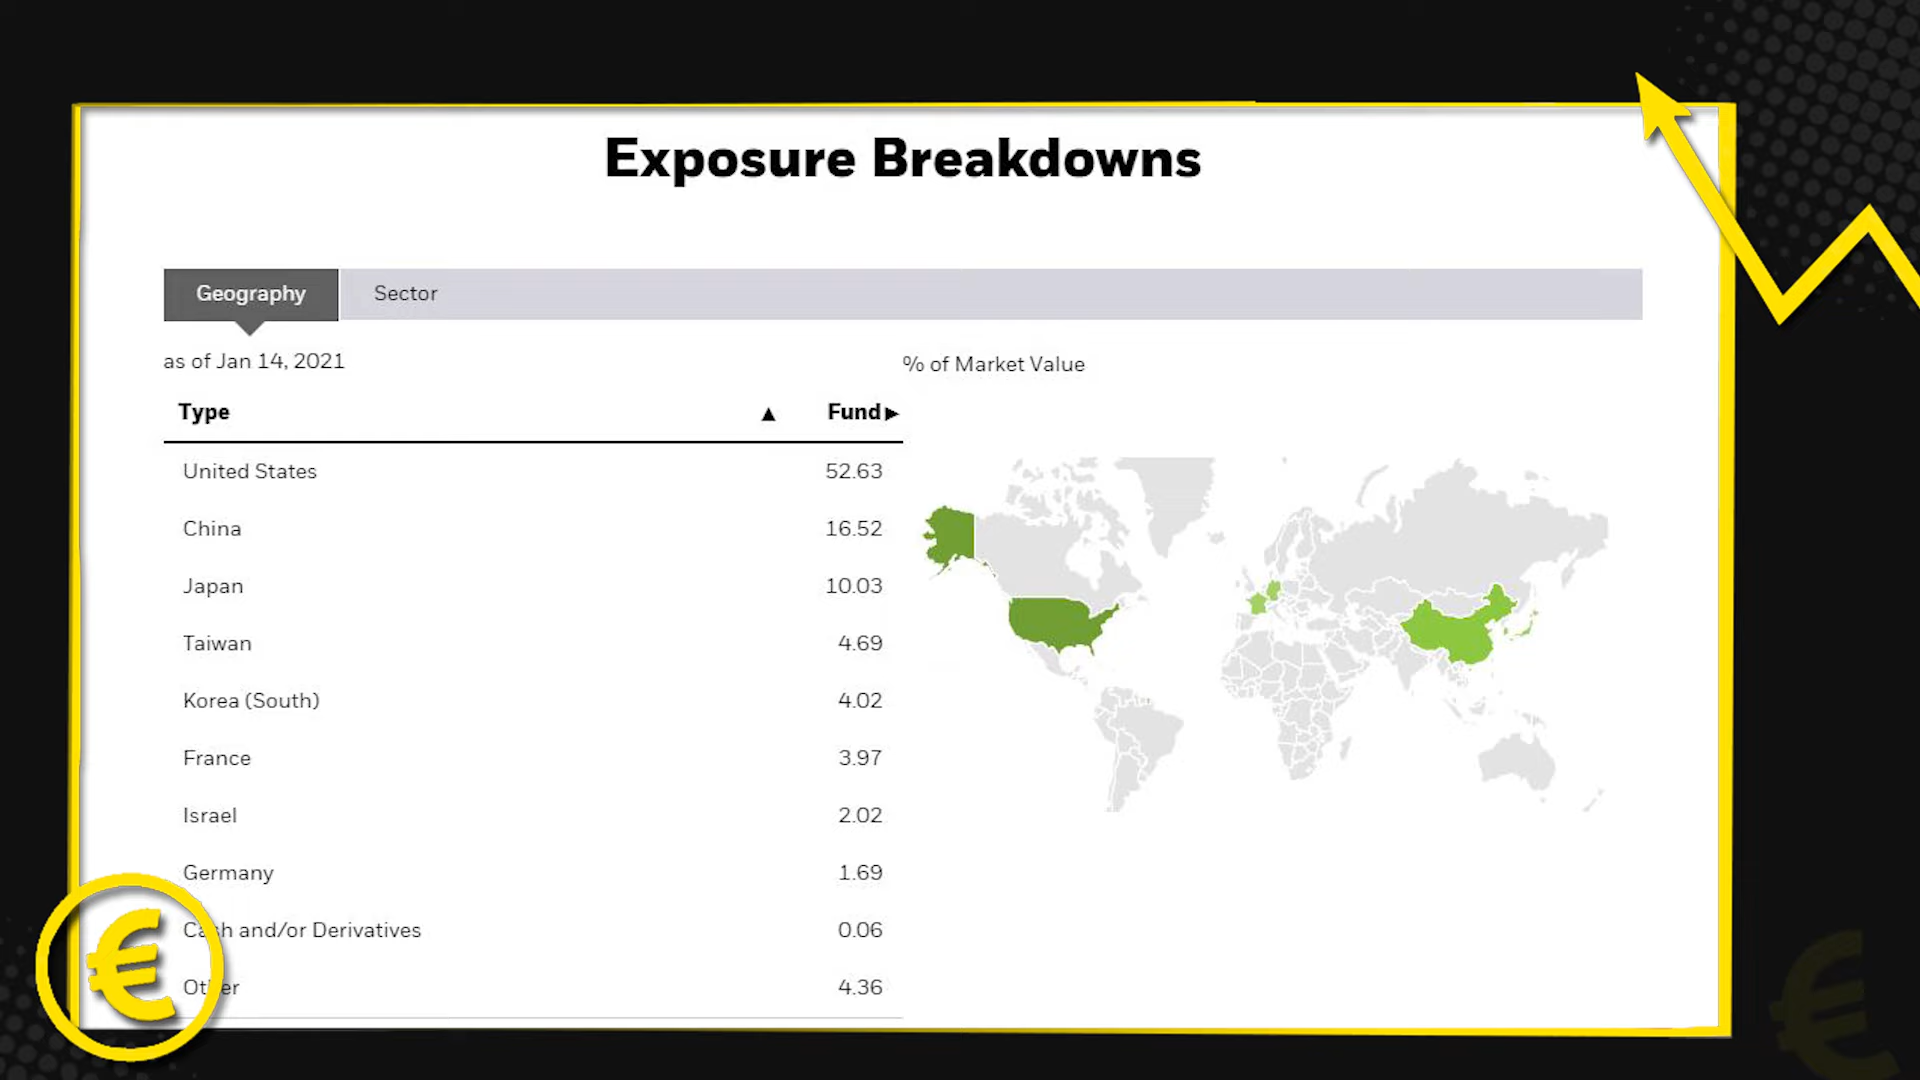 Exposure Breakdowns
Geography Sector
as of Jan 14, 2021
% of Market Value
Type ▲ Fund▶
United States 52.63
China 16.52
Japan 10.03
Taiwan 4.69
Korea (South) 4.02
France 3.97
Israel 2.02
Germany 1.69
Cash and/or Derivatives 0.06
Other 4.36
€
€